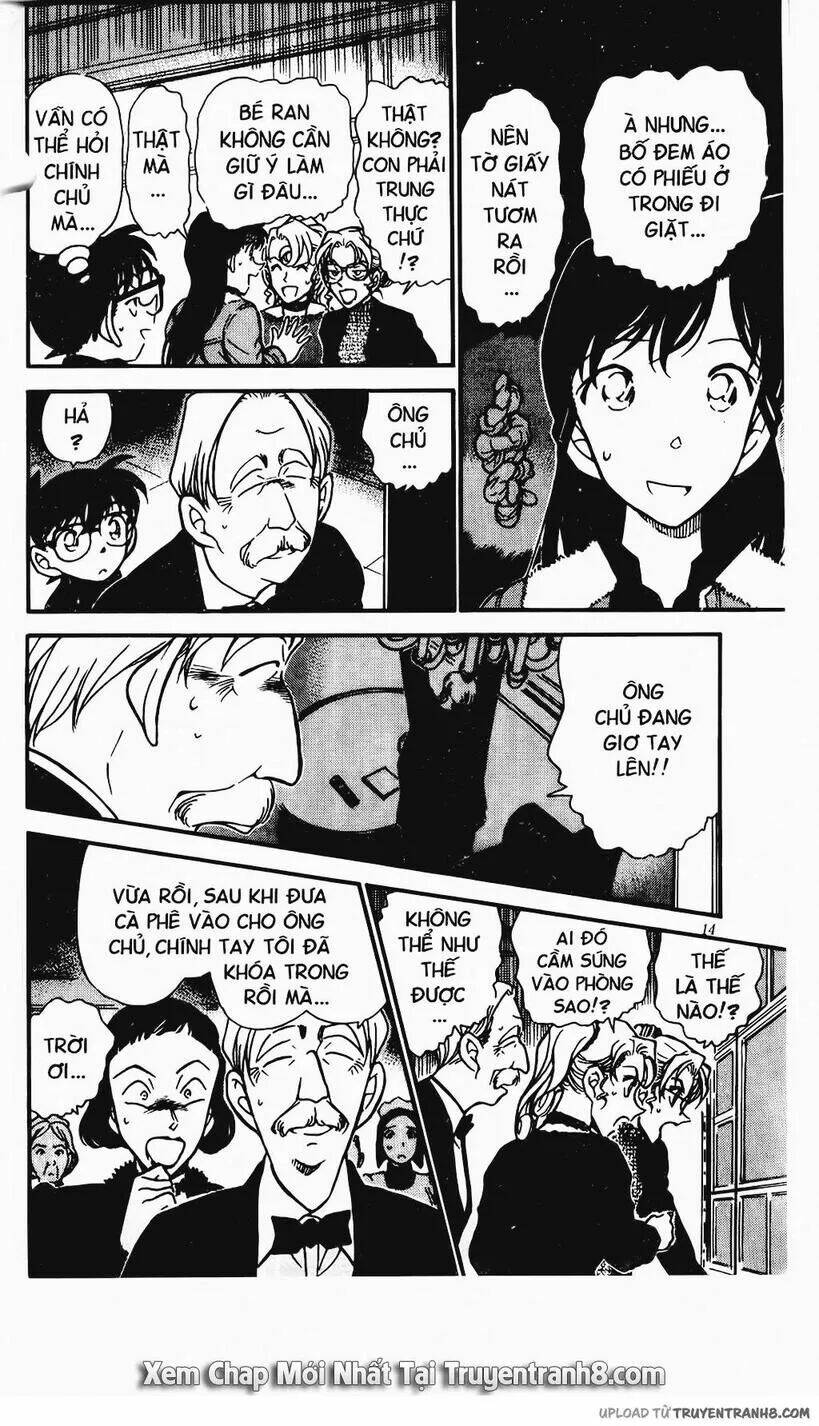 À NHƯNG...
BỐ ĐEM ÁO
CÓ PHIẾU Ở
TRONG ĐI
GIẶT...
NÊN
TỜ GIẤY
NÁT
TƯƠM
RA
RỒI
...
THẬT
KHÔNG?
CON PHẢI
TRUNG
THỰC
CHỨ
!?
BÉ RAN
KHÔNG CẦN
GIỮ Ý LÀM
GÌ ĐÂU...
THẬT
MÀ
...
VẪN CÓ
THỂ HỎI
CHÍNH
CHỦ
MÀ...
ÔNG
CHỦ
...
HẢ
?
ÔNG
CHỦ ĐANG
GIƠ TAY
LÊN!!
14
THẾ
LÀ THẾ
NÀO!?
AI ĐÓ
CẦM SÚNG
VÀO PHÒNG
SAO!?
KHÔNG
THỂ NHƯ
THẾ
ĐƯỢC
...
VỪA RỒI, SAU KHI ĐƯA
CÀ PHÊ VÀO CHO ÔNG
CHỦ, CHÍNH TAY TÔI ĐÃ
KHÓA TRONG
RỒI MÀ...
TRỜI
ƠI...
Xem Chap Mới Nhất Tại Truyentranh8.com
UPLOAD TỪ TRUYENTRANH8.COM